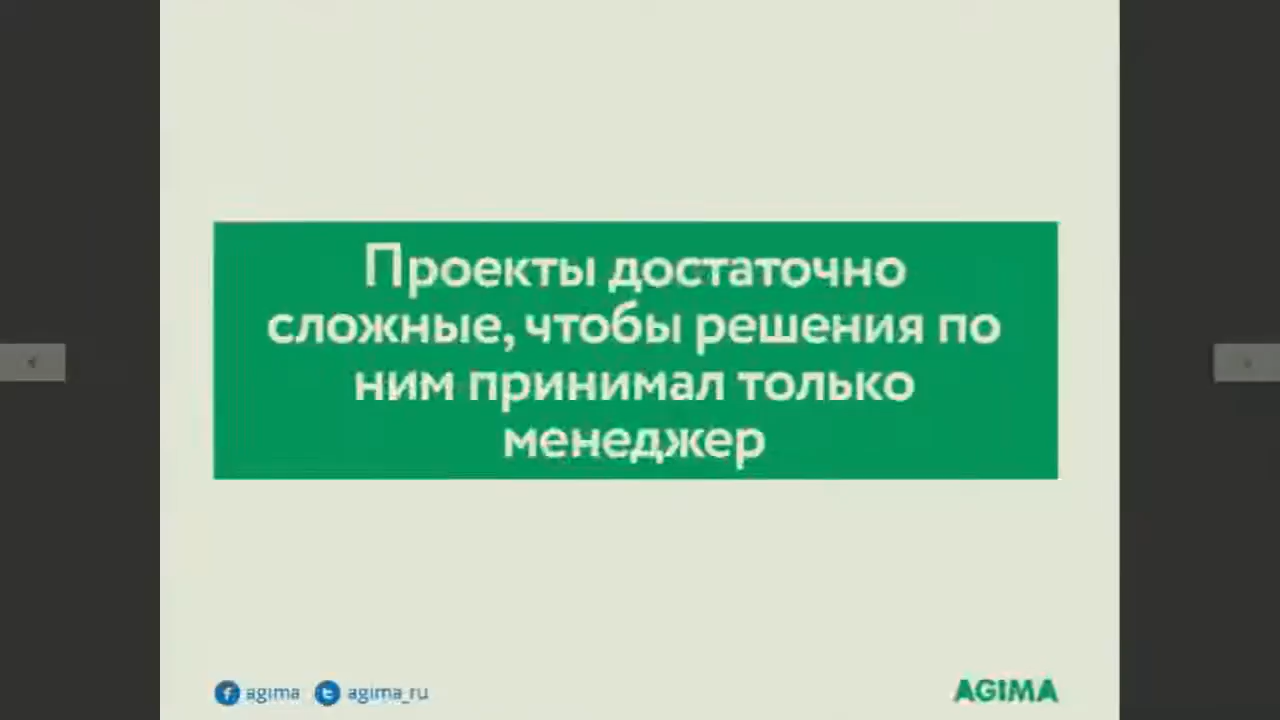 Проекты достаточно
сложные, чтобы решения по
ним принимал только
менеджер
agima agima_ru
AGIMA